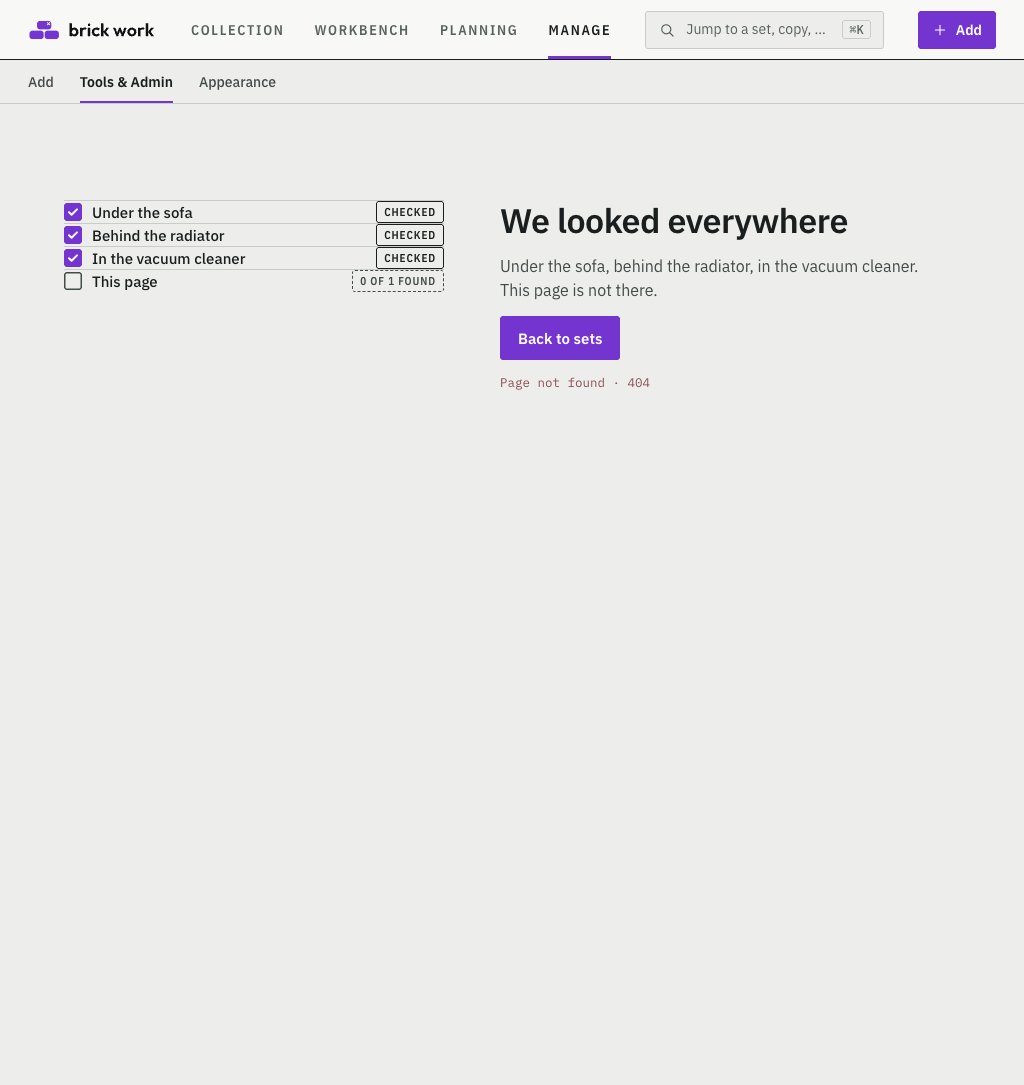 brick work
COLLECTION WORKBENCH PLANNING MANAGE
Jump to a set, copy, ... ⌘K
Add
Add Tools & Admin Appearance
Under the sofa CHECKED
Behind the radiator CHECKED
In the vacuum cleaner CHECKED
This page 0 OF 1 FOUND
We looked everywhere
Under the sofa, behind the radiator, in the vacuum cleaner.
This page is not there.
Back to sets
Page not found · 404